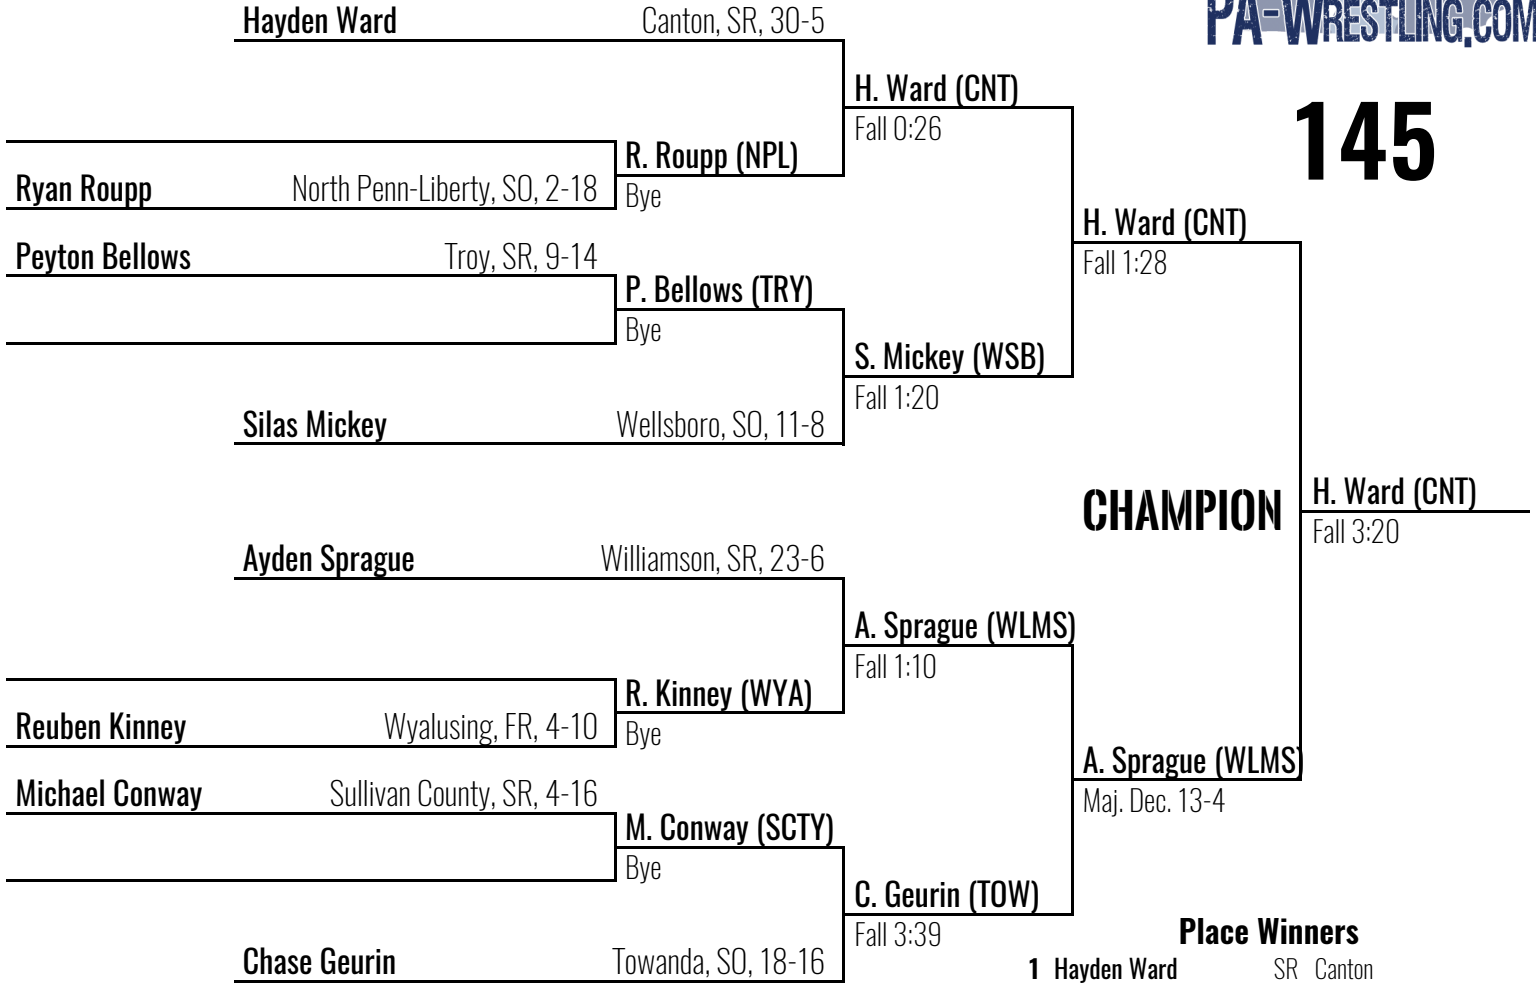 PA-WRESTLING.COM
145
Hayden Ward Canton, SR, 30-5
H. Ward (CNT)
Fall 0:26
R. Roupp (NPL)
Bye
Ryan Roupp North Penn-Liberty, SO, 2-18
H. Ward (CNT)
Fall 1:28
Peyton Bellows Troy, SR, 9-14
P. Bellows (TRY)
Bye
S. Mickey (WSB)
Fall 1:20
Silas Mickey Wellsboro, SO, 11-8
CHAMPION
H. Ward (CNT)
Fall 3:20
Ayden Sprague Williamson, SR, 23-6
A. Sprague (WLMS)
Fall 1:10
R. Kinney (WYA)
Bye
Reuben Kinney Wyalusing, FR, 4-10
A. Sprague (WLMS)
Maj. Dec. 13-4
Michael Conway Sullivan County, SR, 4-16
M. Conway (SCTY)
Bye
C. Geurin (TOW)
Fall 3:39
Chase Geurin Towanda, SO, 18-16
Place Winners
1 Hayden Ward SR Canton